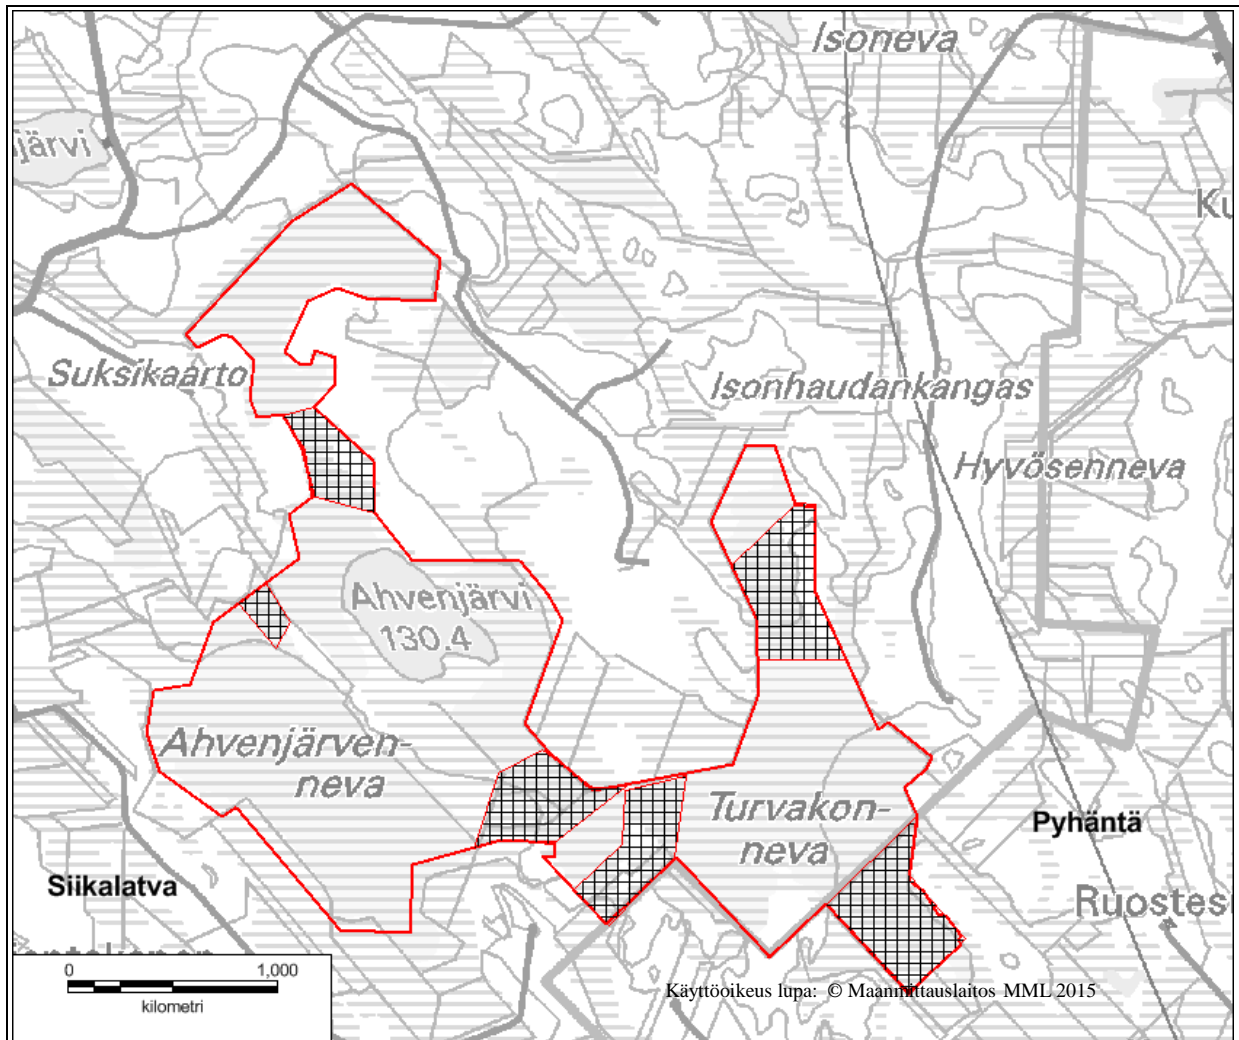 Isoneva
järvi
Ku
Suksikaarto
Isonhaudankangas
Hyvösenneva
Ahvenjärvi
130.4
Ahvenjärven-
neva
Turvakon-
neva
Pyhäntä
Siikalatva
Ruostes
0 1,000
kilometri
Käyttöoikeus lupa: © Maanmittauslaitos MML 2015